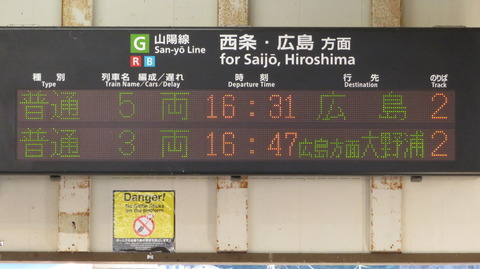 G 山陽線 西条・広島 方面
R B San-yō Line for Saijō, Hiroshima
種別 列車名 編成/遅れ 時刻 行先 のりば
Type Train Name/Cars/Delay Departure Time Destination Track
普通 5両 16:31 広島 2
普通 3両 16:47 広島方面大野浦 2
Danger!